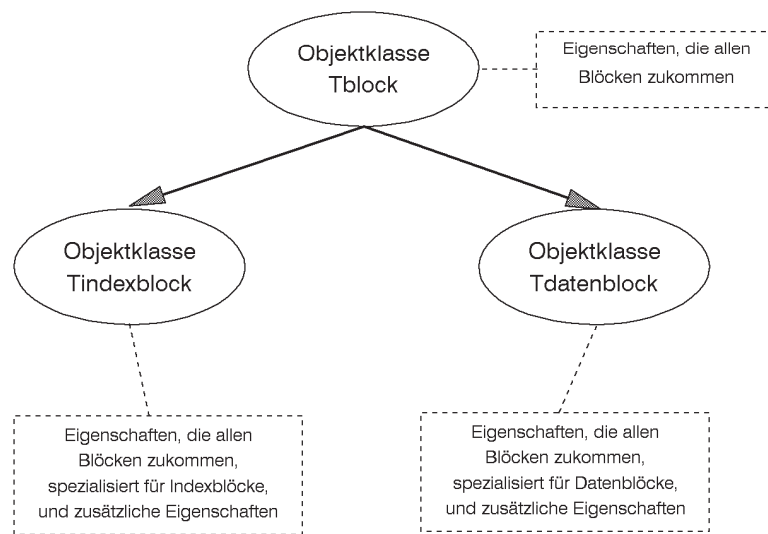 Objektklasse
Tblock
Eigenschaften, die allen
Blöcken zukommen
Objektklasse
Tindexblock
Objektklasse
Tdatenblock
Eigenschaften, die allen
Blöcken zukommen,
spezialisiert für Indexblöcke,
und zusätzliche Eigenschaften
Eigenschaften, die allen
Blöcken zukommen,
spezialisiert für Datenblöcke,
und zusätzliche Eigenschaften